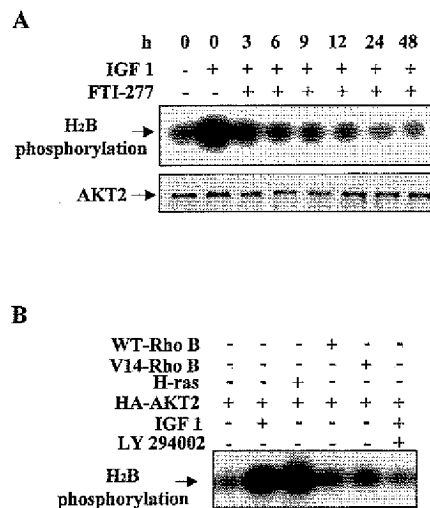 A
h 0 0 3 6 9 12 24 48
IGF 1 - + + + + + + +
FTI-277 - - + + + + + +
H2B
phosphorylation
AKT2
B
WT-Rho B - - - + - -
V14-Rho B - - - - + -
H-ras - - + - - -
HA-AKT2 + + + + + +
IGF 1 - + - - - +
LY 294002 - - - - - +
H2B
phosphorylation